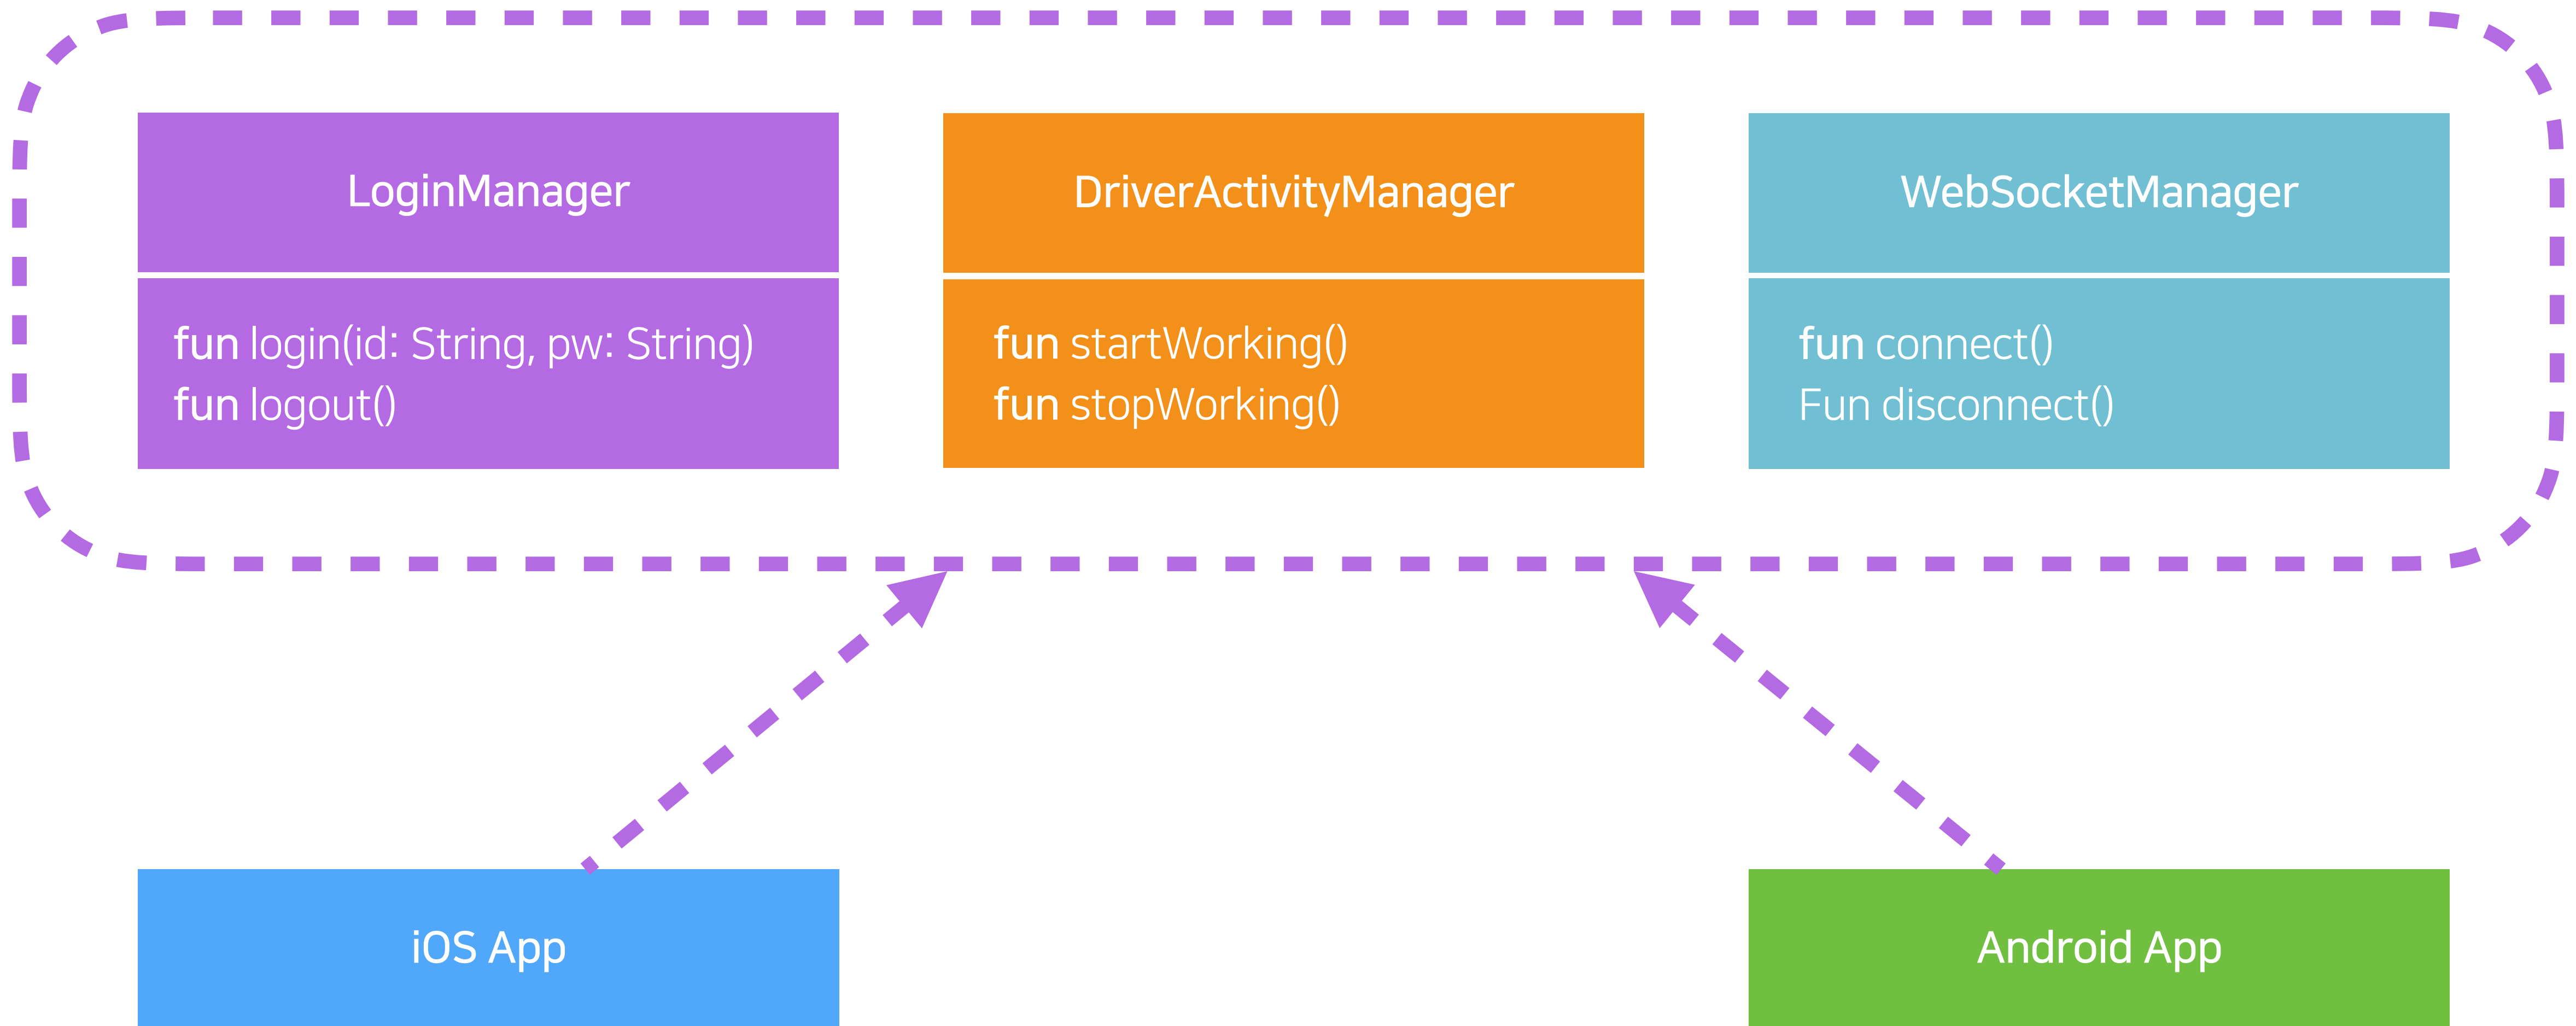 LoginManager
fun login(id: String, pw: String)
fun logout()
DriverActivityManager
fun startWorking()
fun stopWorking()
WebSocketManager
fun connect()
Fun disconnect()
iOS App
Android App